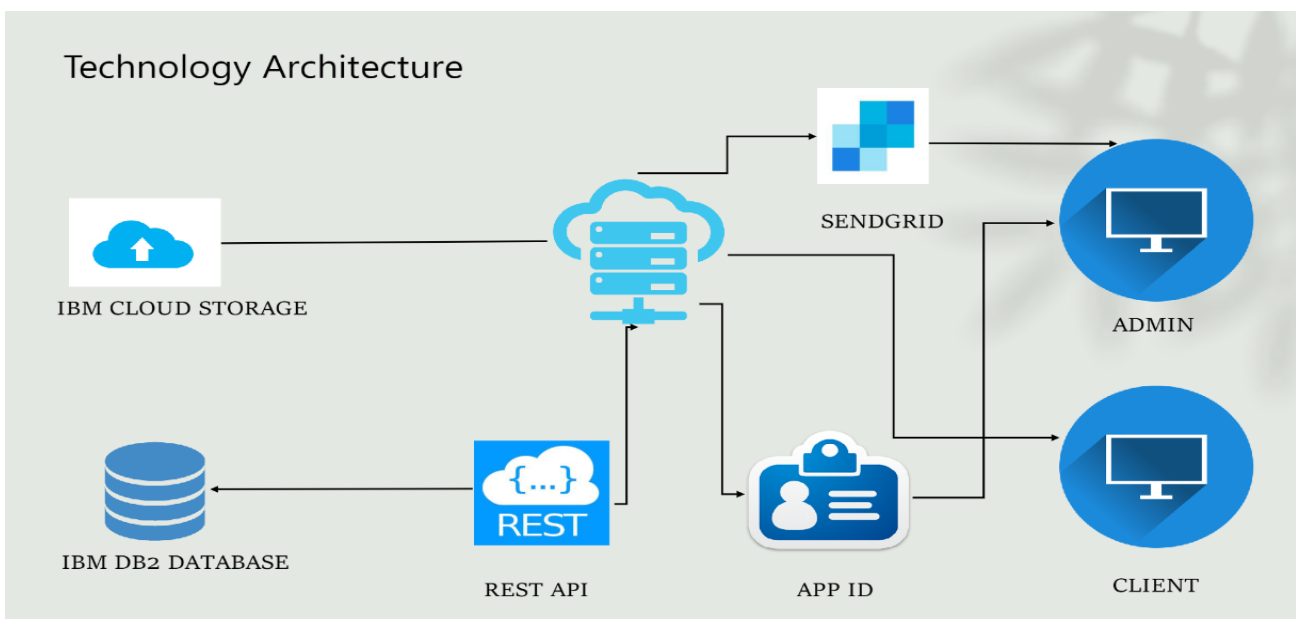 Technology Architecture
SENDGRID
IBM CLOUD STORAGE
ADMIN
{...}
REST
IBM DB2 DATABASE
REST API
APP ID
CLIENT